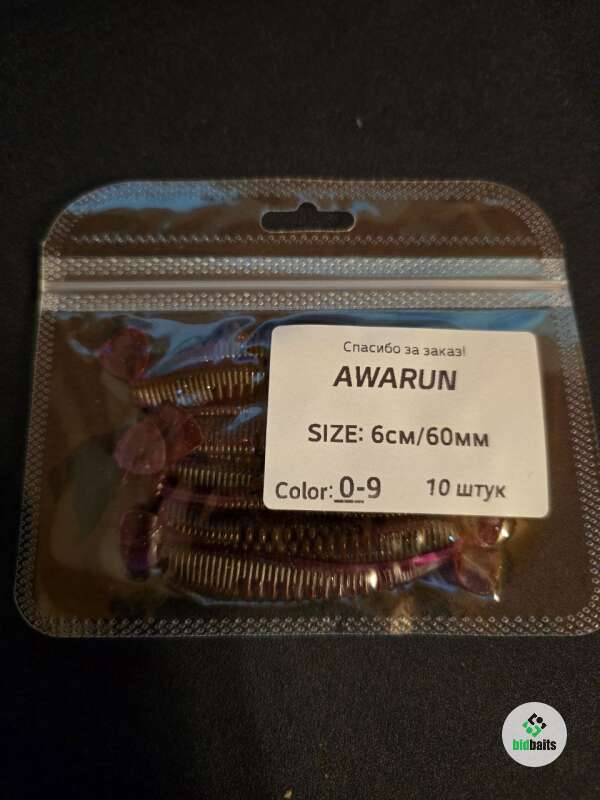 Спасибо за заказ!
AWARUN
SIZE: 6см/60мм
Color: 0-9 10 штук
bidbaits